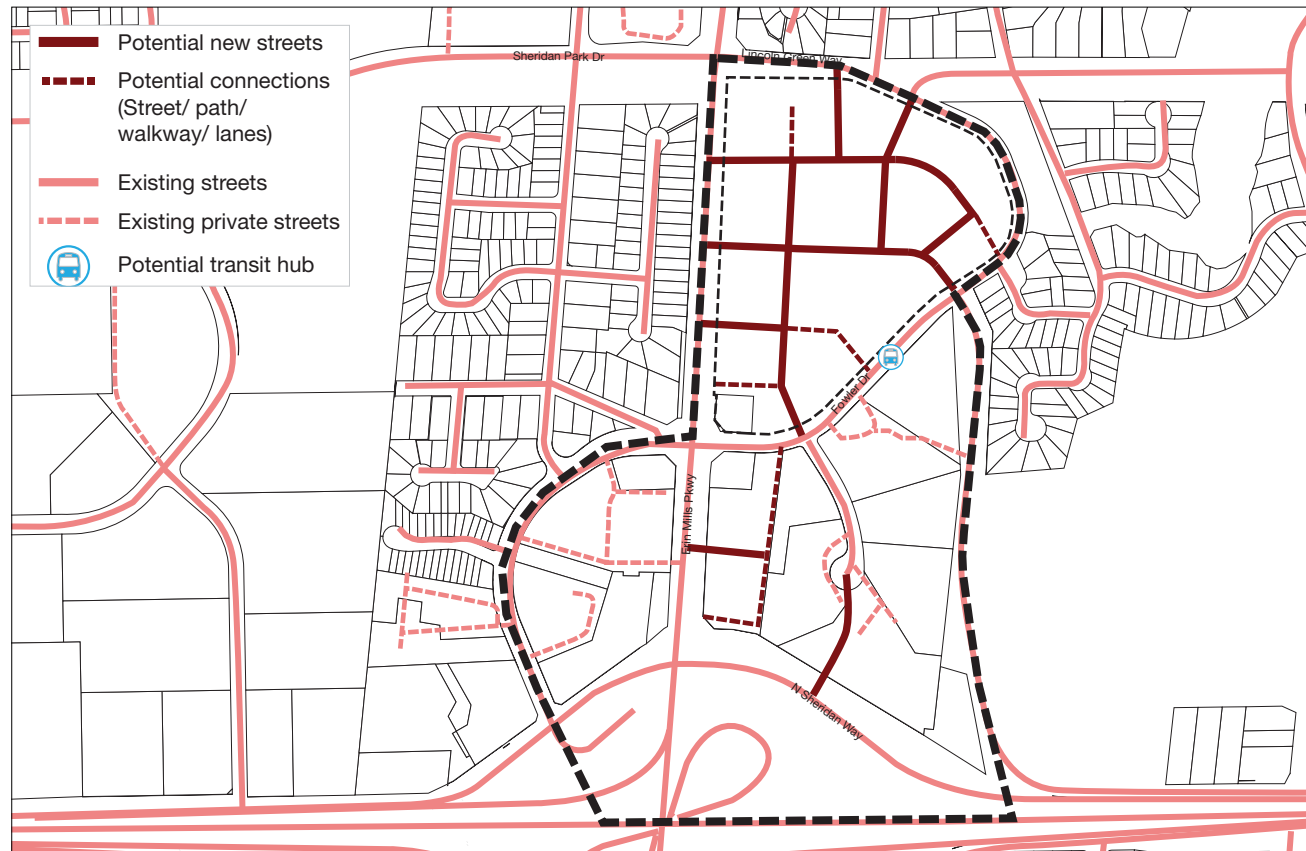 Potential new streets
Potential connections
(Street/ path/
walkway/ lanes)
Existing streets
Existing private streets
Potential transit hub
Sheridan Park Dr
Lincoln Green Way
Fowler Dr
Erin Mills Pkwy
N Sheridan Way